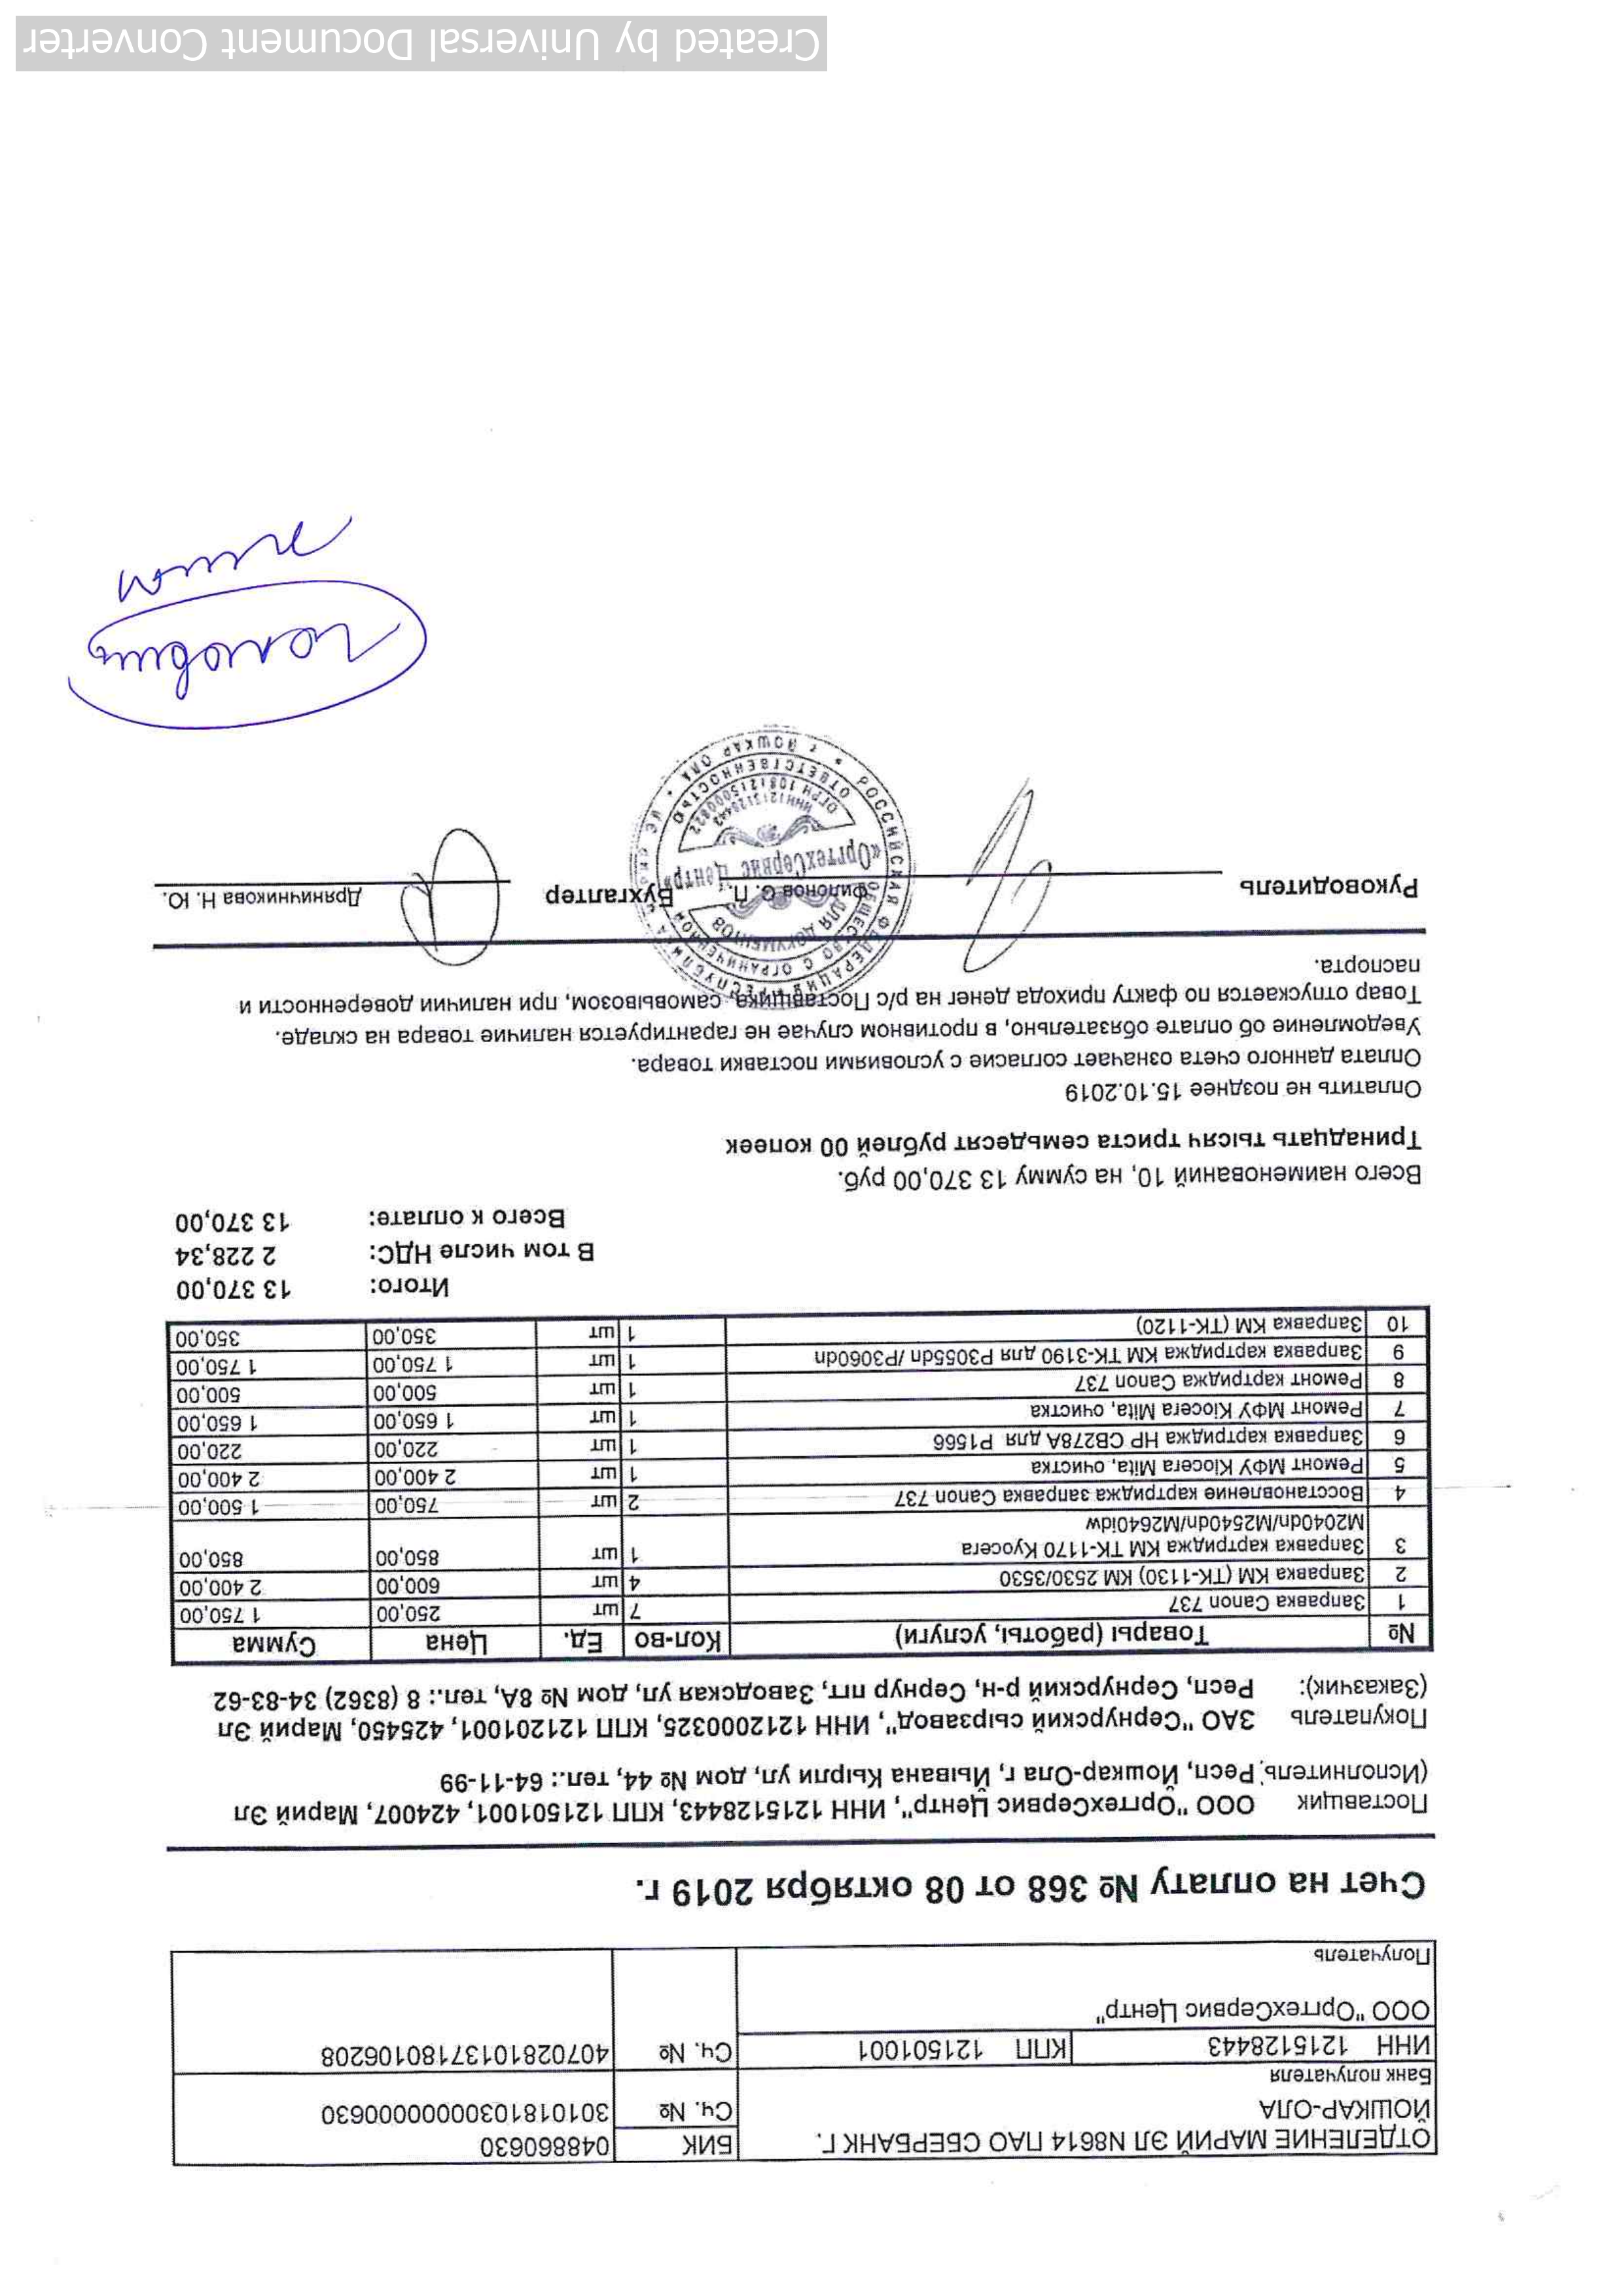 ОТДЕЛЕНИЕ МАРИЙ ЭЛ N8614 ПАО СБЕРБАНК Г. ЙОШКАР-ОЛА
Банк получателя
БИК 048860630
Сч. № 30101810300000000630
ИНН 1215128443 КПП 121501001
Сч. № 40702810137180106208
ООО "ОргтехСервис Центр"
Получатель
Счет на оплату № 368 от 08 октября 2019 г.
Поставщик (Исполнитель): ООО "ОргтехСервис Центр", ИНН 1215128443, КПП 121501001, 424007, Марий Эл
Респ, Йошкар-Ола г, Йывана Кырли ул, дом № 44, тел.: 64-11-99
Покупатель (Заказчик): ЗАО "Сернурский сырзавод", ИНН 1212000325, КПП 121201001, 425450, Марий Эл
Респ, Сернурский р-н, Сернур пгт, Заводская ул, дом № 8А, тел.: 8 (8362) 34-83-62
№ Товары (работы, услуги) Кол-во Ед. Цена Сумма
1 Заправка Canon 737 7 шт 250,00 1 750,00
2 Заправка КМ (ТК-1130) КМ 2530/3530 4 шт 600,00 2 400,00
3 Заправка картриджа КМ ТК-1170 Kyocera M2040dn/M2540dn/M2640idw 1 шт 850,00 850,00
4 Восстановление картриджа заправка Canon 737 2 шт 750,00 1 500,00
5 Ремонт МФУ Kiocera Mita, очистка 1 шт 2 400,00 2 400,00
6 Заправка картриджа HP CB278A для P1566 1 шт 220,00 220,00
7 Ремонт МФУ Kiocera Mita, очистка 1 шт 1 650,00 1 650,00
8 Ремонт картриджа Canon 737 1 шт 500,00 500,00
9 Заправка картриджа КМ ТК-3190 для P3055dn /P3060dn 1 шт 1 750,00 1 750,00
10 Заправка КМ (ТК-1120) 1 шт 350,00 350,00
Итого: 13 370,00
В том числе НДС: 2 228,34
Всего к оплате: 13 370,00
Всего наименований 10, на сумму 13 370,00 руб.
Тринадцать тысяч триста семьдесят рублей 00 копеек
Оплатить не позднее 15.10.2019
Оплата данного счета означает согласие с условиями поставки товара.
Уведомление об оплате обязательно, в противном случае не гарантируется наличие товара на складе.
Товар отпускается по факту прихода денег на р/с Поставщика, самовывозом, при наличии доверенности и
паспорта.
Руководитель Филонов С. П. Бухгалтер Дряничникова Н. Ю.
РОССИЙСКАЯ ФЕДЕРАЦИЯ РЕСПУБЛИКА МАРИЙ ЭЛ г ЙОШКАР ОЛА
ОБЩЕСТВО С ОГРАНИЧЕННОЙ ОТВЕТСТВЕННОСТЬЮ
ДЛЯ ДОКУМЕНТОВ
«ОргтехСервис Центр»
ИНН 1215128443
ОГРН 1081215000822
Created by Universal Document Converter